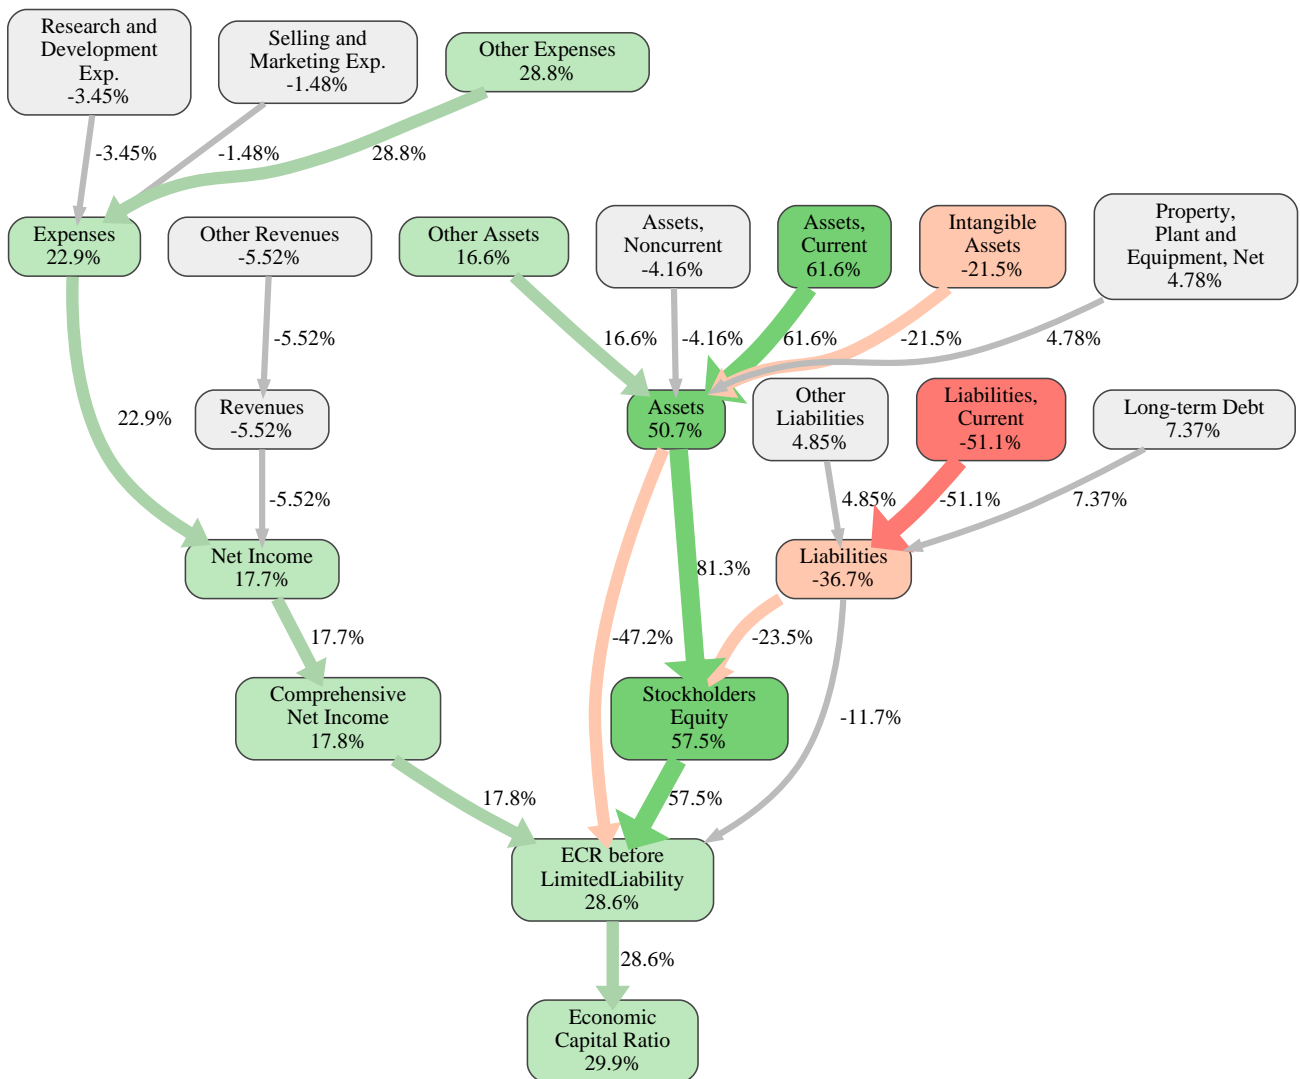 Research and
Development
Exp.
-3.45%
Selling and
Marketing Exp.
-1.48%
Other Expenses
28.8%
-3.45%
-1.48%
28.8%
Expenses
22.9%
Other Revenues
-5.52%
Other Assets
16.6%
Assets,
Noncurrent
-4.16%
Assets,
Current
61.6%
Intangible
Assets
-21.5%
Property,
Plant and
Equipment, Net
4.78%
-5.52%
16.6%
-4.16%
61.6%
-21.5%
4.78%
22.9%
Revenues
-5.52%
Assets
50.7%
Other
Liabilities
4.85%
Liabilities,
Current
-51.1%
Long-term Debt
7.37%
-5.52%
4.85%
-51.1%
7.37%
Net Income
17.7%
81.3%
Liabilities
-36.7%
17.7%
-47.2%
-23.5%
Comprehensive
Net Income
17.8%
Stockholders
Equity
57.5%
-11.7%
17.8%
57.5%
ECR before
LimitedLiability
28.6%
28.6%
Economic
Capital Ratio
29.9%